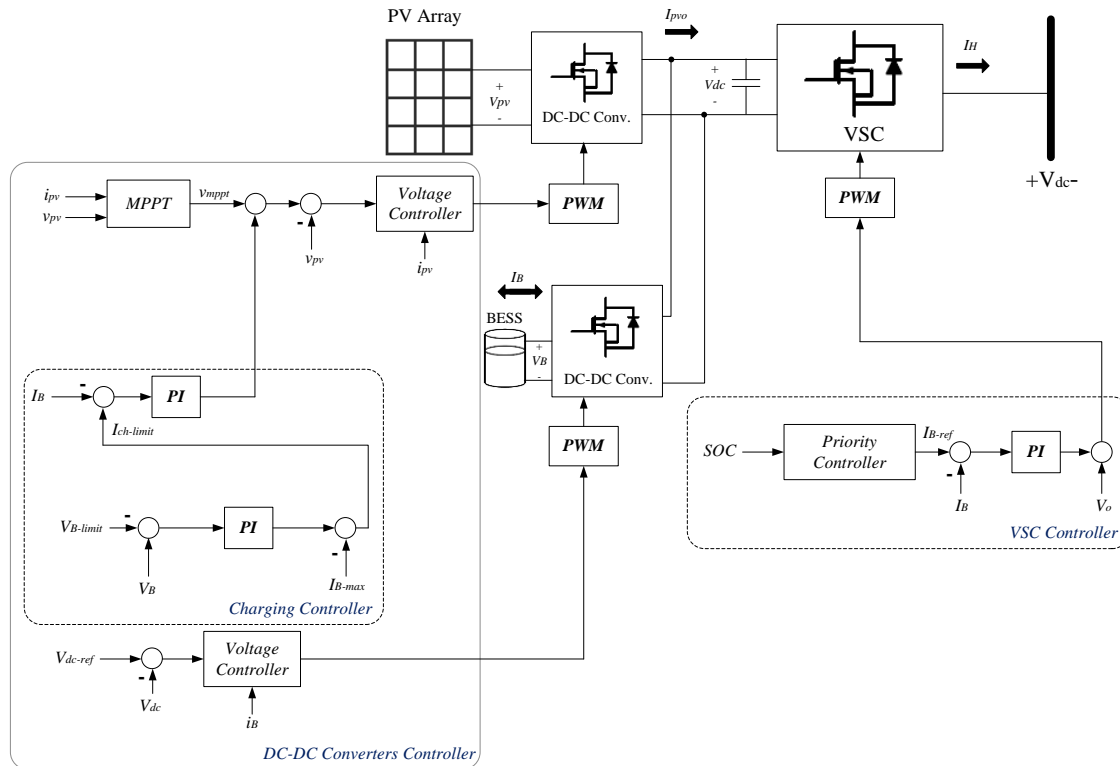 PV Array
Ipvo
IH
+
Vpv
-
DC-DC Conv.
+
Vdc
-
VSC
+Vdc-
ipv
vpv
MPPT
vmppt
-
vpv
Voltage
Controller
ipv
PWM
PWM
IB
BESS
+
VB
-
DC-DC Conv.
PWM
IB
-
PI
Ich-limit
VB-limit
-
VB
PI
-
IB-max
Charging Controller
Vdc-ref
-
Vdc
Voltage
Controller
iB
DC-DC Converters Controller
SOC
Priority
Controller
IB-ref
-
IB
PI
Vo
VSC Controller